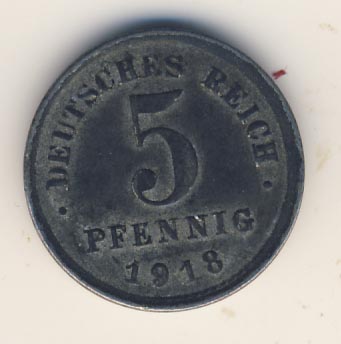 · DEUTSCHES REICH ·
5
PFENNIG
1918